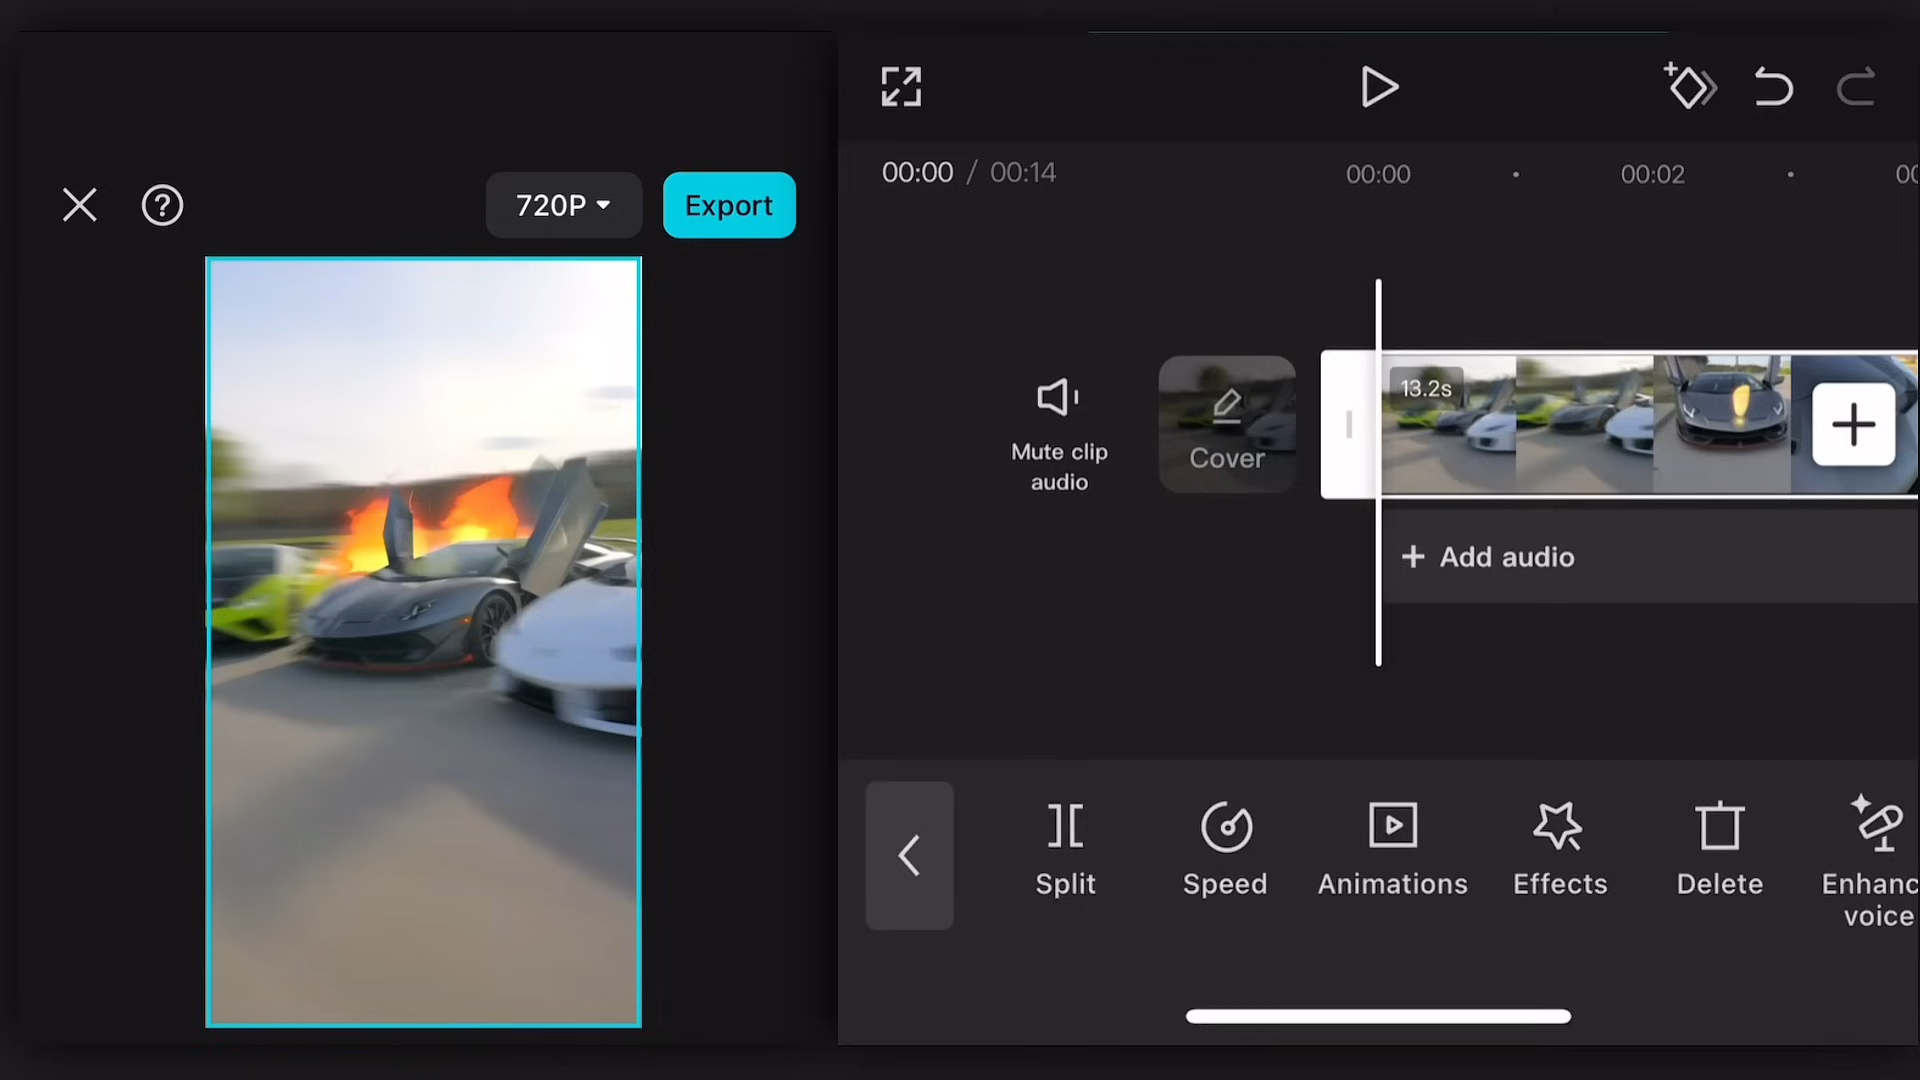 720P
Export
00:00 / 00:14
00:00
00:02
13.2s
Mute clip
audio
Cover
+ Add audio
Split
Speed
Animations
Effects
Delete
Enhanc
voice